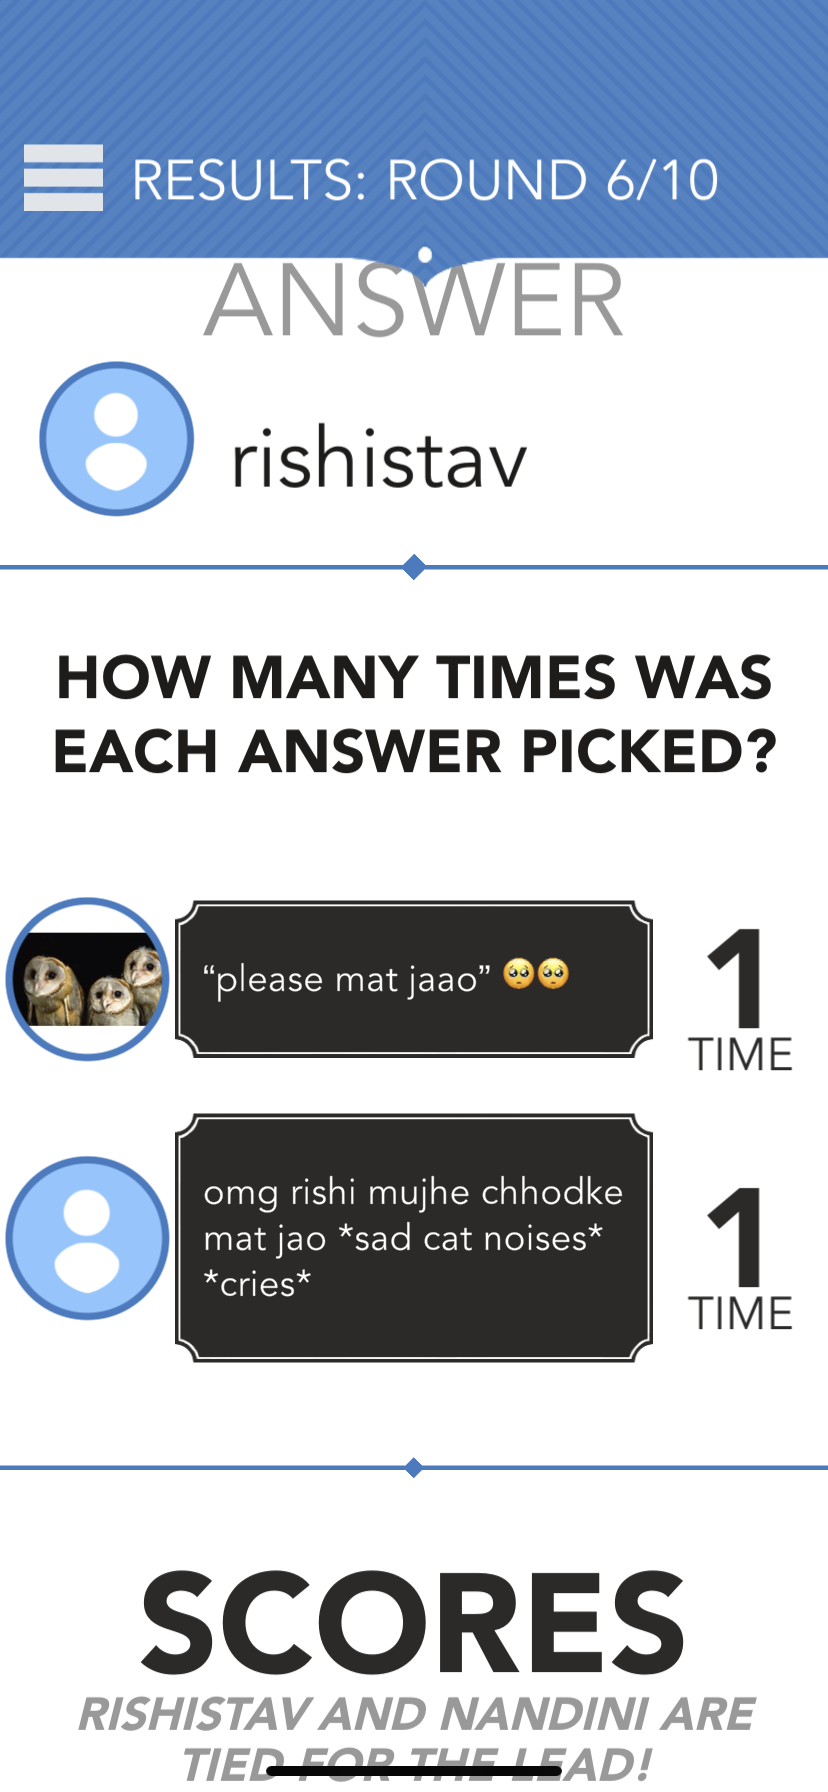 RESULTS: ROUND 6/10
ANSWER
rishistav
HOW MANY TIMES WAS
EACH ANSWER PICKED?
“please mat jaao” 🥺🥺
1
TIME
omg rishi mujhe chhodke
mat jao *sad cat noises*
*cries*
1
TIME
SCORES
RISHISTAV AND NANDINI ARE
TIED FOR THE LEAD!